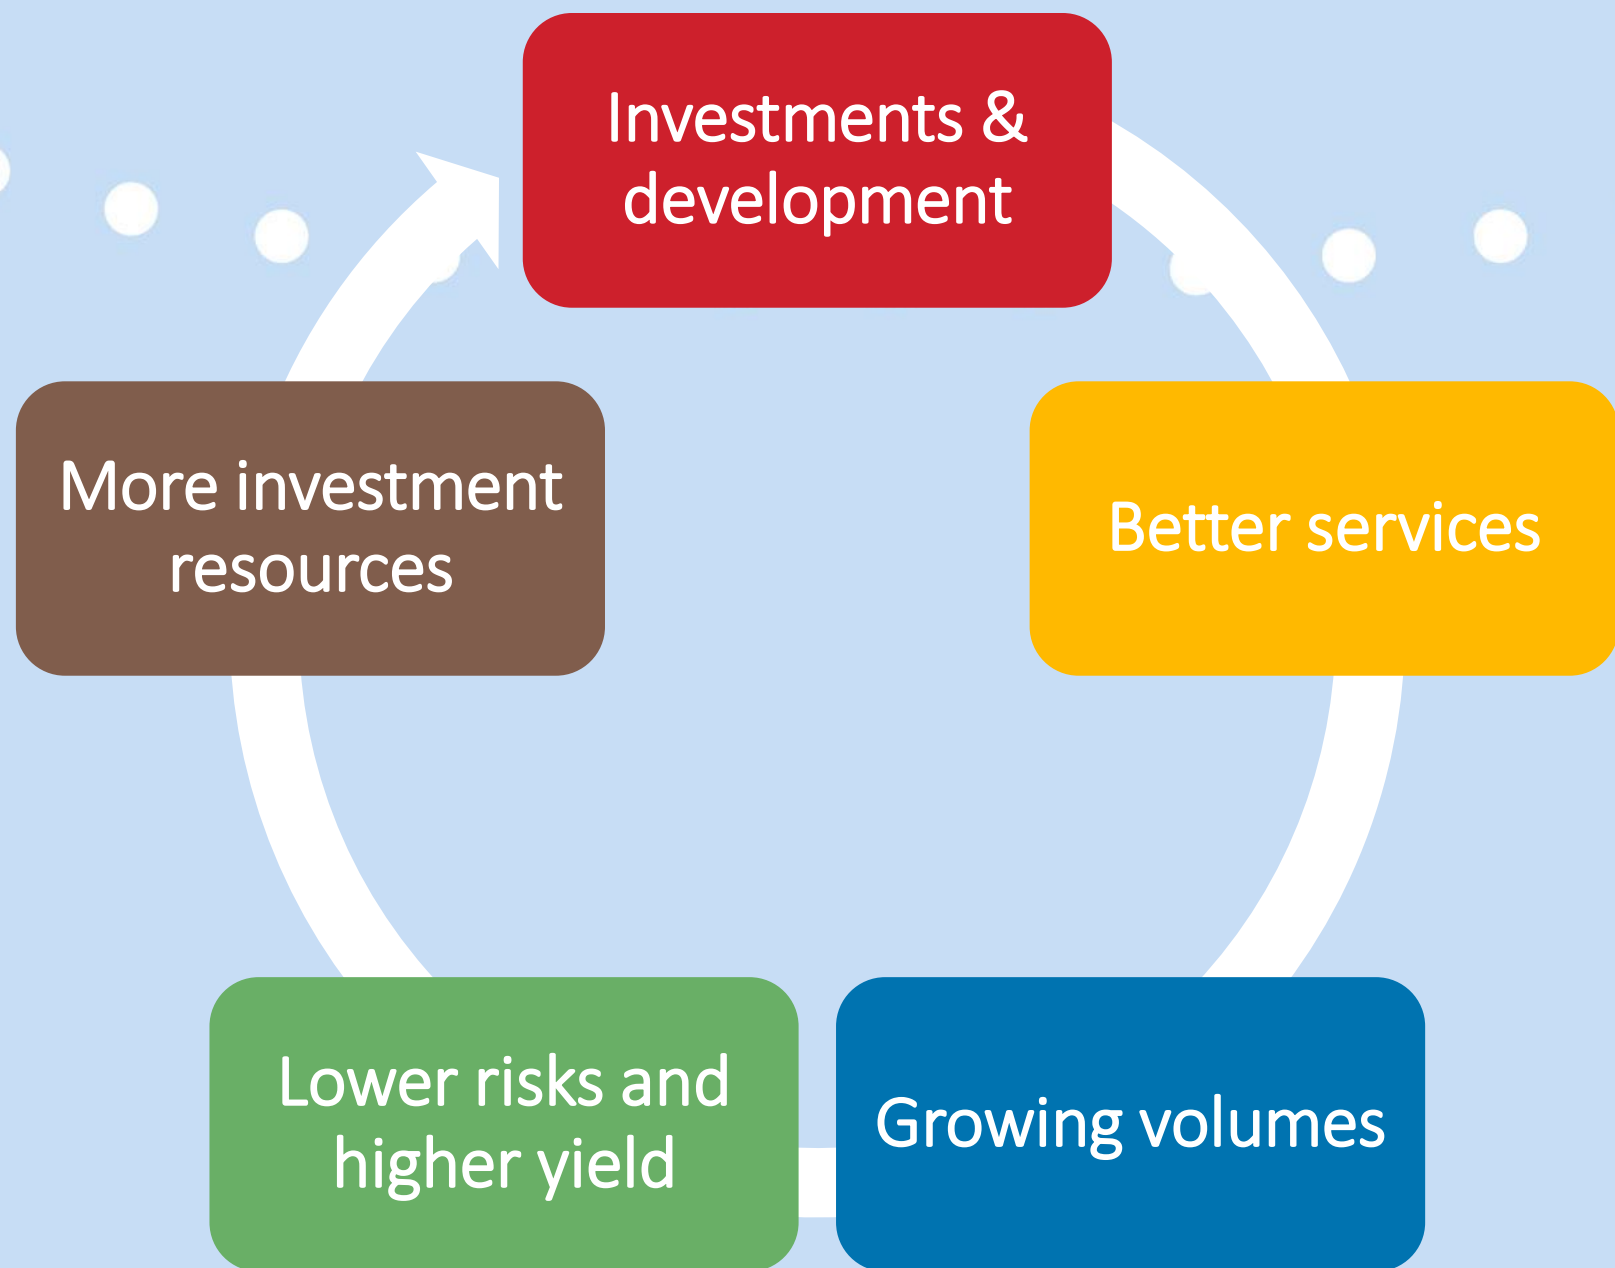 Investments &
development
Better services
Growing volumes
Lower risks and
higher yield
More investment
resources